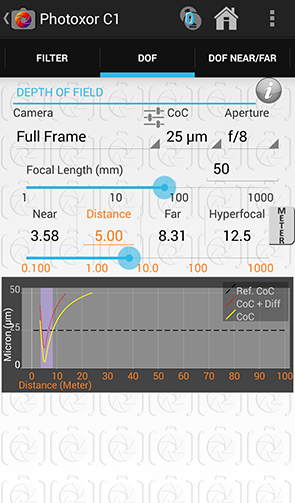 Photoxor C1
FILTER DOF DOF NEAR/FAR
DEPTH OF FIELD i
Camera CoC Aperture
Full Frame 25 µm f/8
Focal Length (mm) 50
1 10 100 1000
Near Distance Far Hyperfocal
3.58 5.00 8.31 12.5
METER
0.100 1.00 10.0 100 1000
50
25
0
Micron (µm)
Ref. CoC
CoC + Diff
CoC
0 10 20 30 40 50 60 70 80 90 100
Distance (Meter)